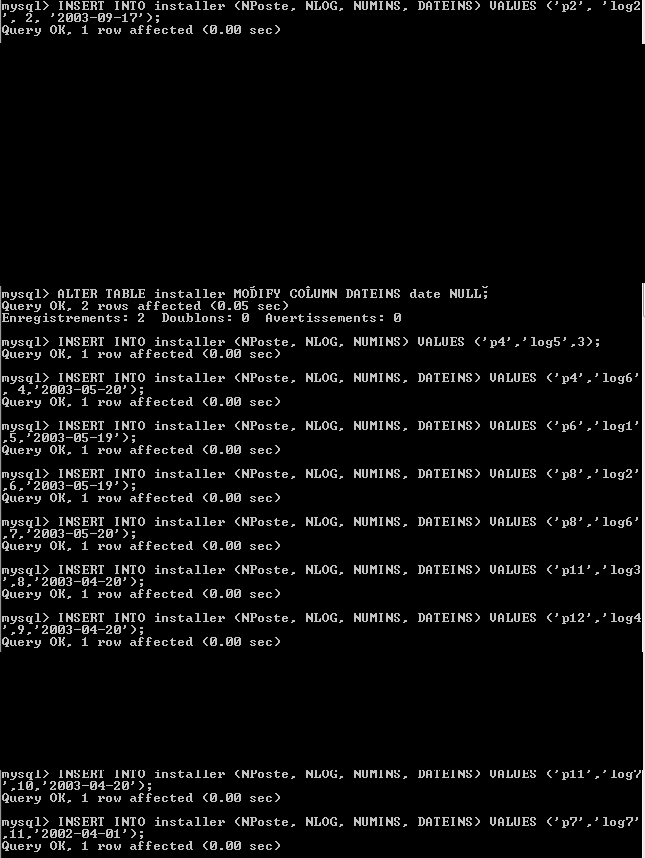 mysql> INSERT INTO installer (NPoste, NLOG, NUMINS, DATEINS) VALUES ('p2', 'log2
', 2, '2003-09-17');
Query OK, 1 row affected (0.00 sec)
mysql> ALTER TABLE installer MODIFY COLUMN DATEINS date NULL;
Query OK, 2 rows affected (0.05 sec)
Enregistrements: 2  Doublons: 0  Avertissements: 0
mysql> INSERT INTO installer (NPoste, NLOG, NUMINS) VALUES ('p4','log5',3);
Query OK, 1 row affected (0.00 sec)
mysql> INSERT INTO installer (NPoste, NLOG, NUMINS, DATEINS) VALUES ('p4','log6'
, 4,'2003-05-20');
Query OK, 1 row affected (0.00 sec)
mysql> INSERT INTO installer (NPoste, NLOG, NUMINS, DATEINS) VALUES ('p6','log1'
,5,'2003-05-19');
Query OK, 1 row affected (0.00 sec)
mysql> INSERT INTO installer (NPoste, NLOG, NUMINS, DATEINS) VALUES ('p8','log2'
,6,'2003-05-19');
Query OK, 1 row affected (0.00 sec)
mysql> INSERT INTO installer (NPoste, NLOG, NUMINS, DATEINS) VALUES ('p8','log6'
,7,'2003-05-20');
Query OK, 1 row affected (0.00 sec)
mysql> INSERT INTO installer (NPoste, NLOG, NUMINS, DATEINS) VALUES ('p11','log3
',8,'2003-04-20');
Query OK, 1 row affected (0.00 sec)
mysql> INSERT INTO installer (NPoste, NLOG, NUMINS, DATEINS) VALUES ('p12','log4
',9,'2003-04-20');
Query OK, 1 row affected (0.00 sec)
mysql> INSERT INTO installer (NPoste, NLOG, NUMINS, DATEINS) VALUES ('p11','log7
',10,'2003-04-20');
Query OK, 1 row affected (0.00 sec)
mysql> INSERT INTO installer (NPoste, NLOG, NUMINS, DATEINS) VALUES ('p7','log7'
,11,'2002-04-01');
Query OK, 1 row affected (0.00 sec)